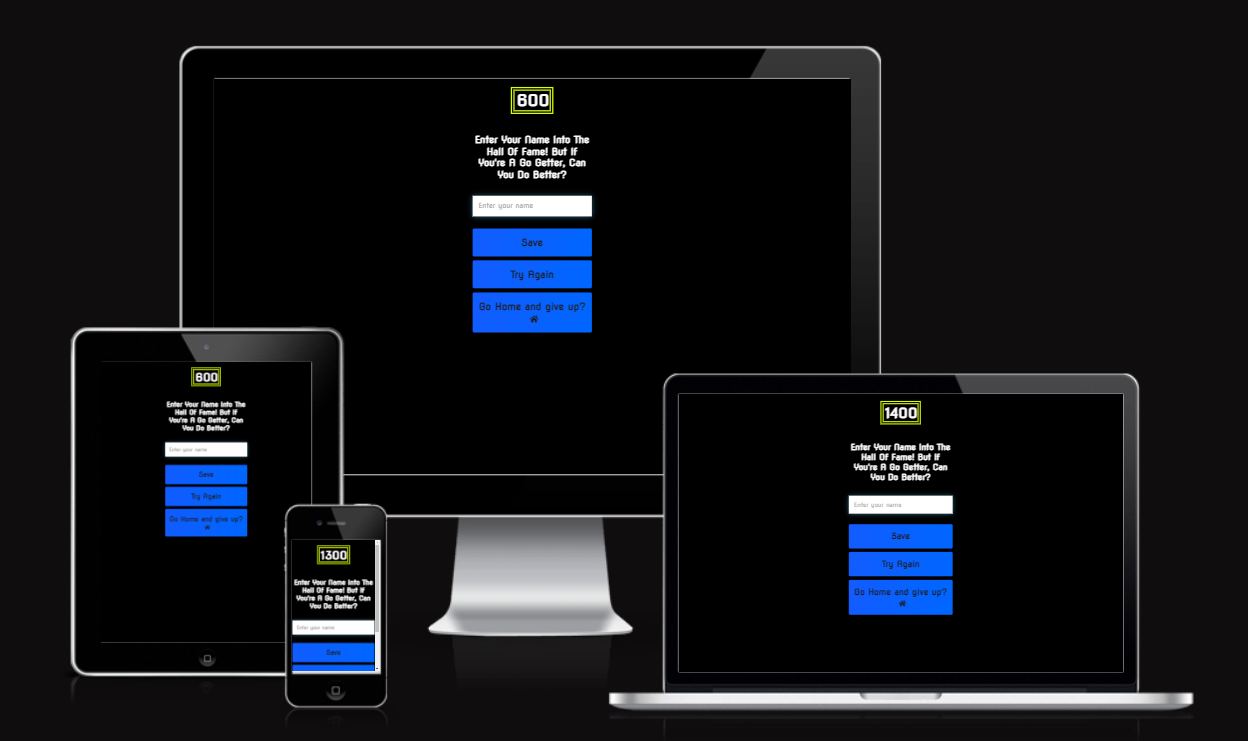 600
Enter Your Name Into The
Hall Of Fame! But If
You're A Go Getter, Can
You Do Better?
Enter your name
Save
Try Again
Go Home and give up?
600
Enter Your Name Into The
Hall Of Fame! But If
You're A Go Getter, Can
You Do Better?
Enter your name
Save
Try Again
Go Home and give up?
1300
Enter Your Name Into The
Hall Of Fame! But If
You're A Go Getter, Can
You Do Better?
Enter your name
Save
1400
Enter Your Name Into The
Hall Of Fame! But If
You're A Go Getter, Can
You Do Better?
Enter your name
Save
Try Again
Go Home and give up?